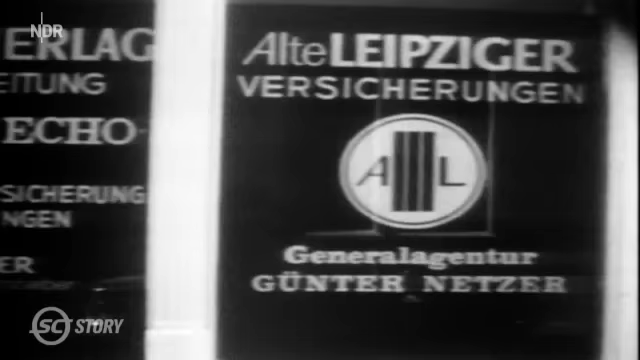 NDR
ERLAG
EITUNG
ECHO
SICHERUNG
NGEN
ER
Alte LEIPZIGER
VERSICHERUNGEN
A L
Generalagentur
GÜNTER NETZER
SC STORY